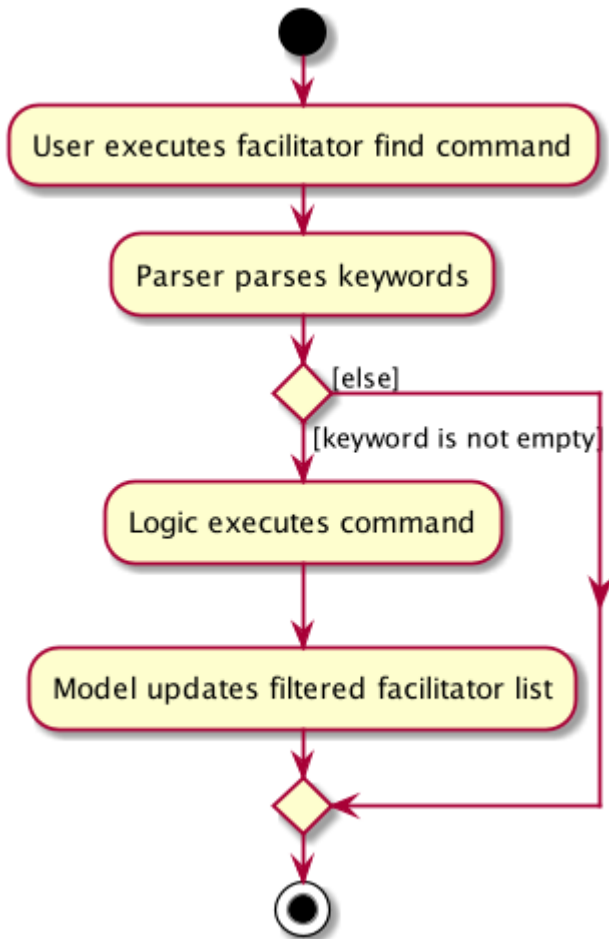 User executes facilitator find command
Parser parses keywords
[else]
[keyword is not empty]
Logic executes command
Model updates filtered facilitator list